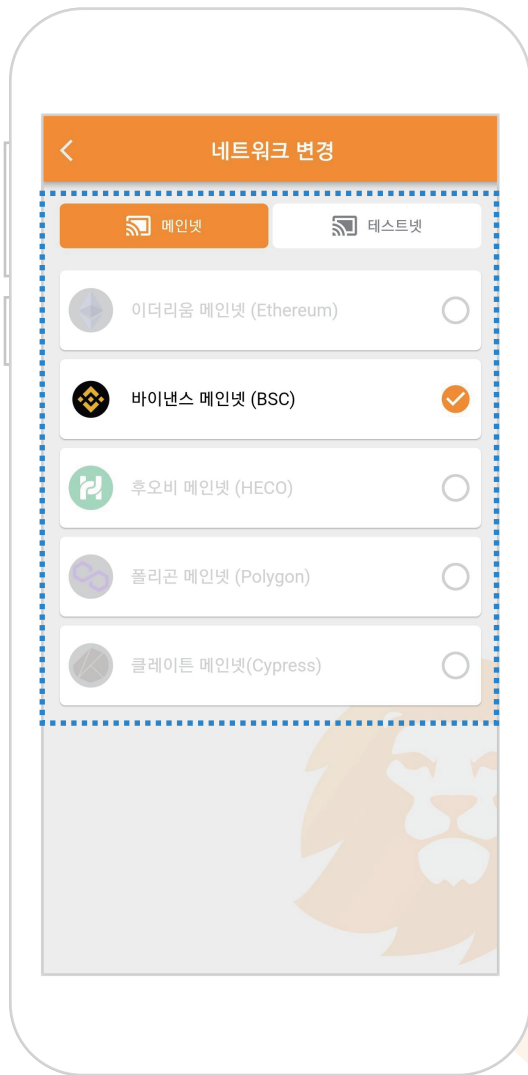 네트워크 변경
메인넷 테스트넷
이더리움 메인넷 (Ethereum)
바이낸스 메인넷 (BSC)
후오비 메인넷 (HECO)
폴리곤 메인넷 (Polygon)
클레이튼 메인넷(Cypress)